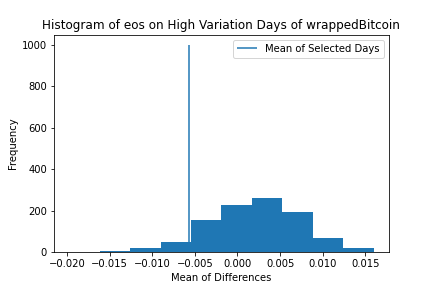 Histogram of eos on High Variation Days of wrappedBitcoin
Mean of Selected Days
1000
800
600
400
200
0
Frequency
−0.020 −0.015 −0.010 −0.005 0.000 0.005 0.010 0.015
Mean of Differences